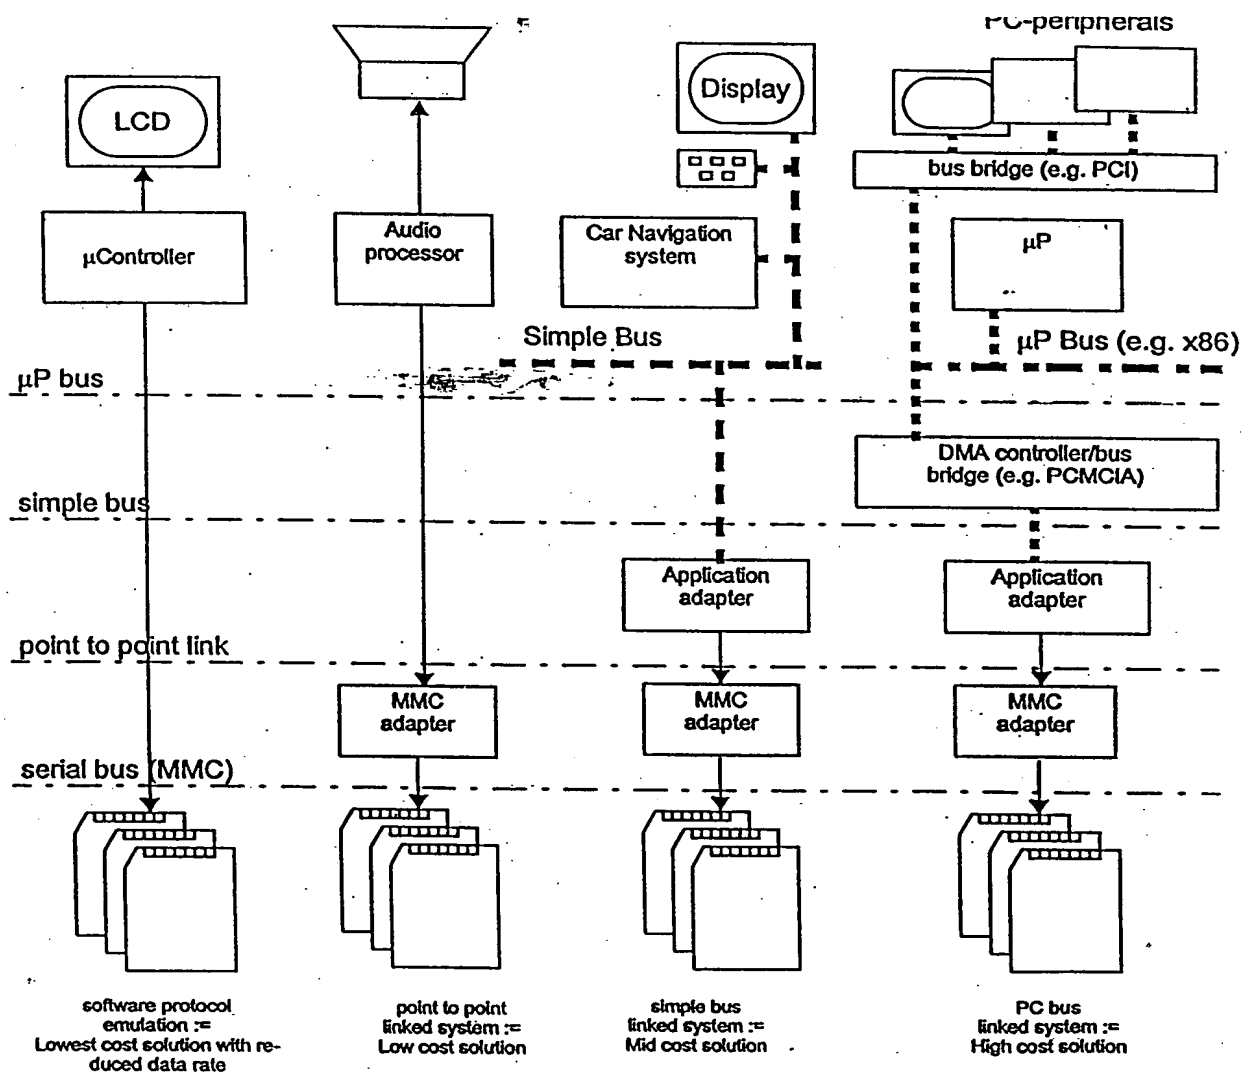 PC-peripherals
LCD
Display
bus bridge (e.g. PCI)
µController
Audio
processor
Car Navigation
system
µP
Simple Bus
µP Bus (e.g. x86)
µP bus
DMA controller/bus
bridge (e.g. PCMCIA)
simple bus
Application
adapter
Application
adapter
point to point link
MMC
adapter
MMC
adapter
MMC
adapter
serial bus (MMC)
software protocol
emulation :=
Lowest cost solution with re-
duced data rate
point to point
linked system :=
Low cost solution
simple bus
linked system :=
Mid cost solution
PC bus
linked system :=
High cost solution